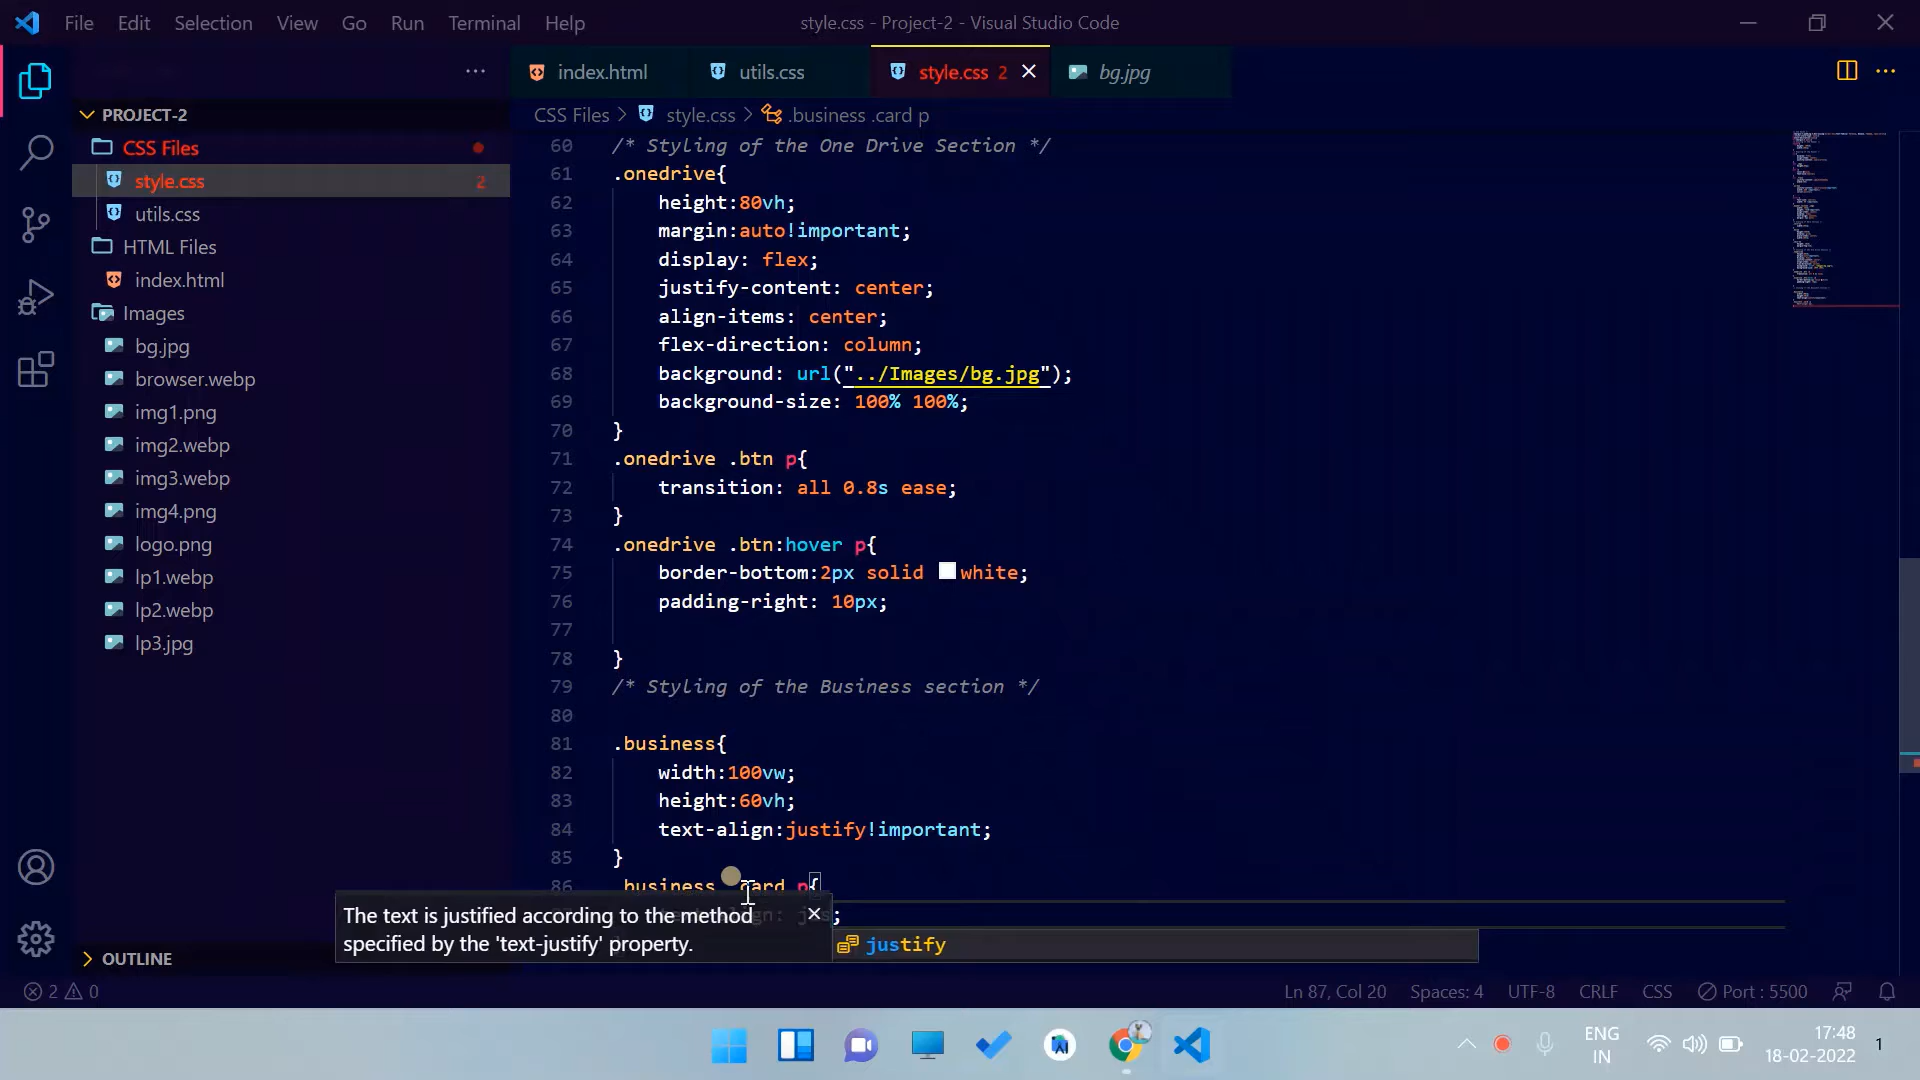 File Edit Selection View Go Run Terminal Help
style.css - Project-2 - Visual Studio Code
index.html
utils.css
style.css 2
bg.jpg
PROJECT-2
CSS Files
style.css 2
utils.css
HTML Files
index.html
Images
bg.jpg
browser.webp
img1.png
img2.webp
img3.webp
img4.png
logo.png
lp1.webp
lp2.webp
lp3.jpg
OUTLINE
CSS Files > style.css > .business .card p
60 /* Styling of the One Drive Section */
61 .onedrive{
62 height:80vh;
63 margin:auto!important;
64 display: flex;
65 justify-content: center;
66 align-items: center;
67 flex-direction: column;
68 background: url("../Images/bg.jpg");
69 background-size: 100% 100%;
70 }
71 .onedrive .btn p{
72 transition: all 0.8s ease;
73 }
74 .onedrive .btn:hover p{
75 border-bottom:2px solid white;
76 padding-right: 10px;
77
78 }
79 /* Styling of the Business section */
80
81 .business{
82 width:100vw;
83 height:60vh;
84 text-align:justify!important;
85 }
86 .business .card p{
The text is justified according to the method
specified by the 'text-justify' property.
justify
2 0
Ln 87, Col 20 Spaces: 4 UTF-8 CRLF CSS Port : 5500
ENG
IN
17:48
18-02-2022
1